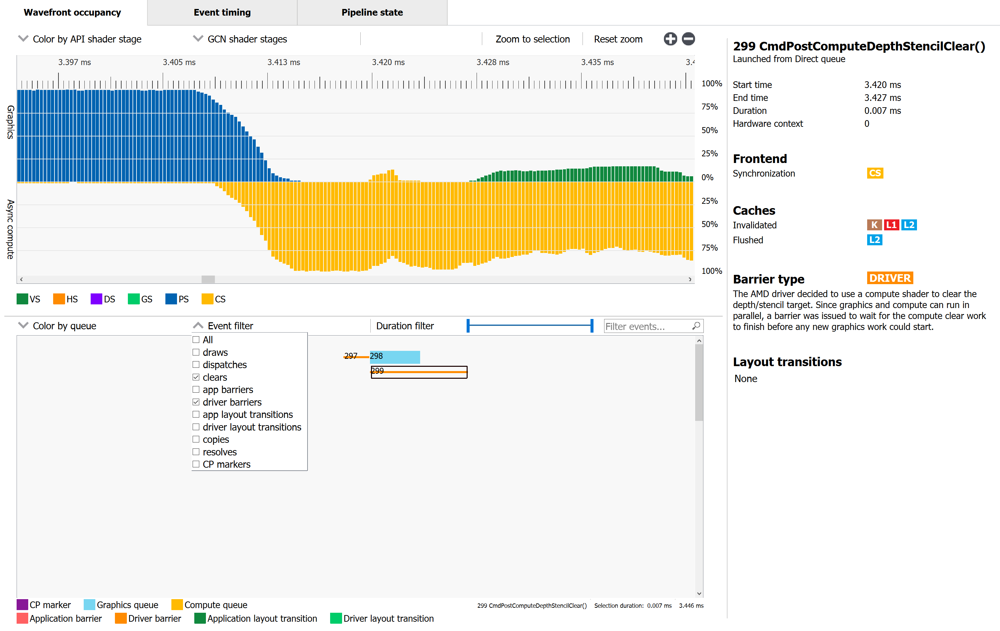 Wavefront occupancy
Event timing
Pipeline state
Color by API shader stage
GCN shader stages
Zoom to selection
Reset zoom
3.397 ms
3.405 ms
3.413 ms
3.420 ms
3.428 ms
3.435 ms
3.4
Graphics
Async compute
100%
75%
50%
25%
0%
25%
50%
75%
100%
VS
HS
DS
GS
PS
CS
Color by queue
Event filter
Duration filter
Filter events...
All
draws
dispatches
clears
app barriers
driver barriers
app layout transitions
driver layout transitions
copies
resolves
CP markers
297
298
299
CP marker
Graphics queue
Compute queue
299 CmdPostComputeDepthStencilClear()
Selection duration: 0.007 ms
3.446 ms
Application barrier
Driver barrier
Application layout transition
Driver layout transition
299 CmdPostComputeDepthStencilClear()
Launched from Direct queue
Start time 3.420 ms
End time 3.427 ms
Duration 0.007 ms
Hardware context 0
Frontend
Synchronization CS
Caches
Invalidated K L1 L2
Flushed L2
Barrier type DRIVER
The AMD driver decided to use a compute shader to clear the
depth/stencil target. Since graphics and compute can run in
parallel, a barrier was issued to wait for the compute clear work
to finish before any new graphics work could start.
Layout transitions
None